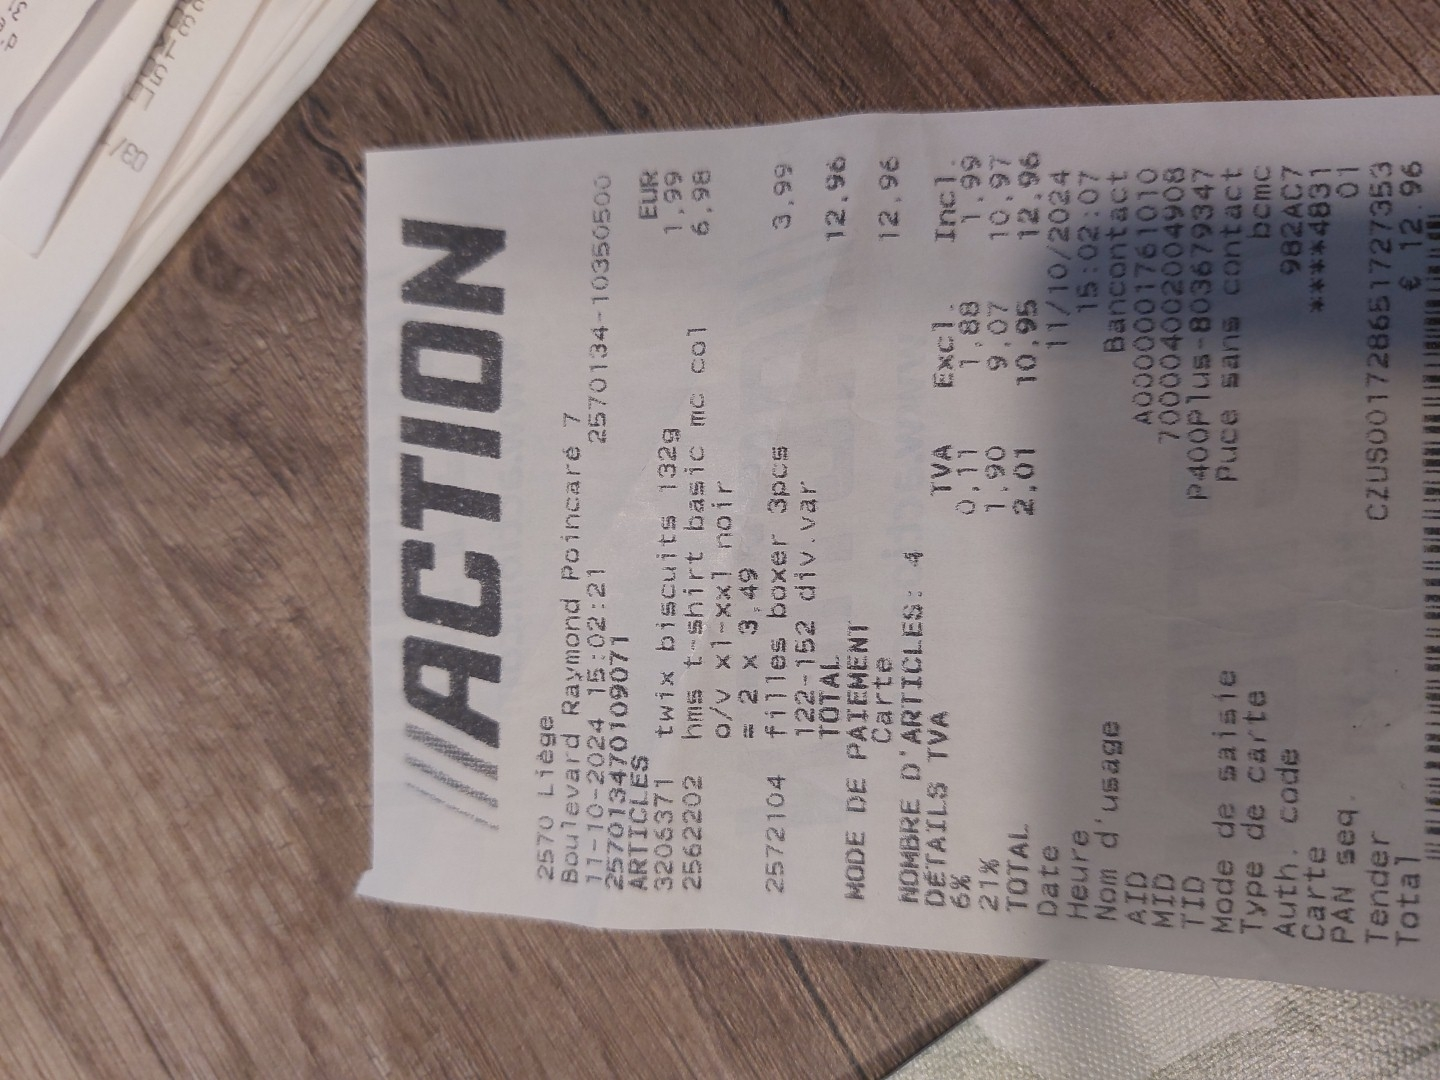 ACTION
2570 Liège
Boulevard Raymond Poincaré 7
11-10-2024 15:02:21 2570134-10350500
257013470109071
ARTICLES EUR
3206371 twix biscuits 132g 1,99
2562202 hms t-shirt basic mc col 6,98
o/v xl-xxl noir
= 2 x 3,49
2572104 filles boxer 3pcs 3,99
122-152 div.var
TOTAL 12,96
MODE DE PAIEMENT
Carte 12,96
NOMBRE D'ARTICLES: 4
DÉTAILS TVA TVA Excl. Incl.
6% 0,11 1,88 1,99
21% 1,90 9,07 10,97
TOTAL 2,01 10,95 12,96
Date 11/10/2024
Heure 15:02:07
Nom d'usage Bancontact
AID A0000001761010
MID 700004002004908
TID P400Plus-803679347
Mode de saisie Puce sans contact
Type de carte bcmc
Auth. code 982AC7
Carte ****4831
PAN seq. 01
Tender CZUS001728651727353
Total € 12,96